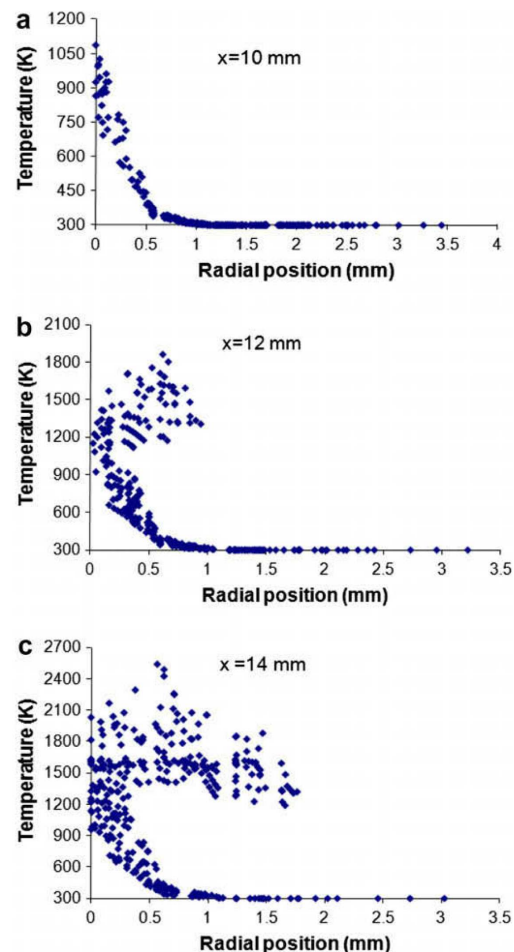 a
x=10 mm
Temperature (K)
1200
1050
900
750
600
450
300
0 0.5 1 1.5 2 2.5 3 3.5 4
Radial position (mm)
b
x=12 mm
Temperature (K)
2100
1800
1500
1200
900
600
300
0 0.5 1 1.5 2 2.5 3 3.5
Radial position (mm)
c
x =14 mm
Temperature (K)
2700
2400
2100
1800
1500
1200
900
600
300
0 0.5 1 1.5 2 2.5 3 3.5
Radial position (mm)